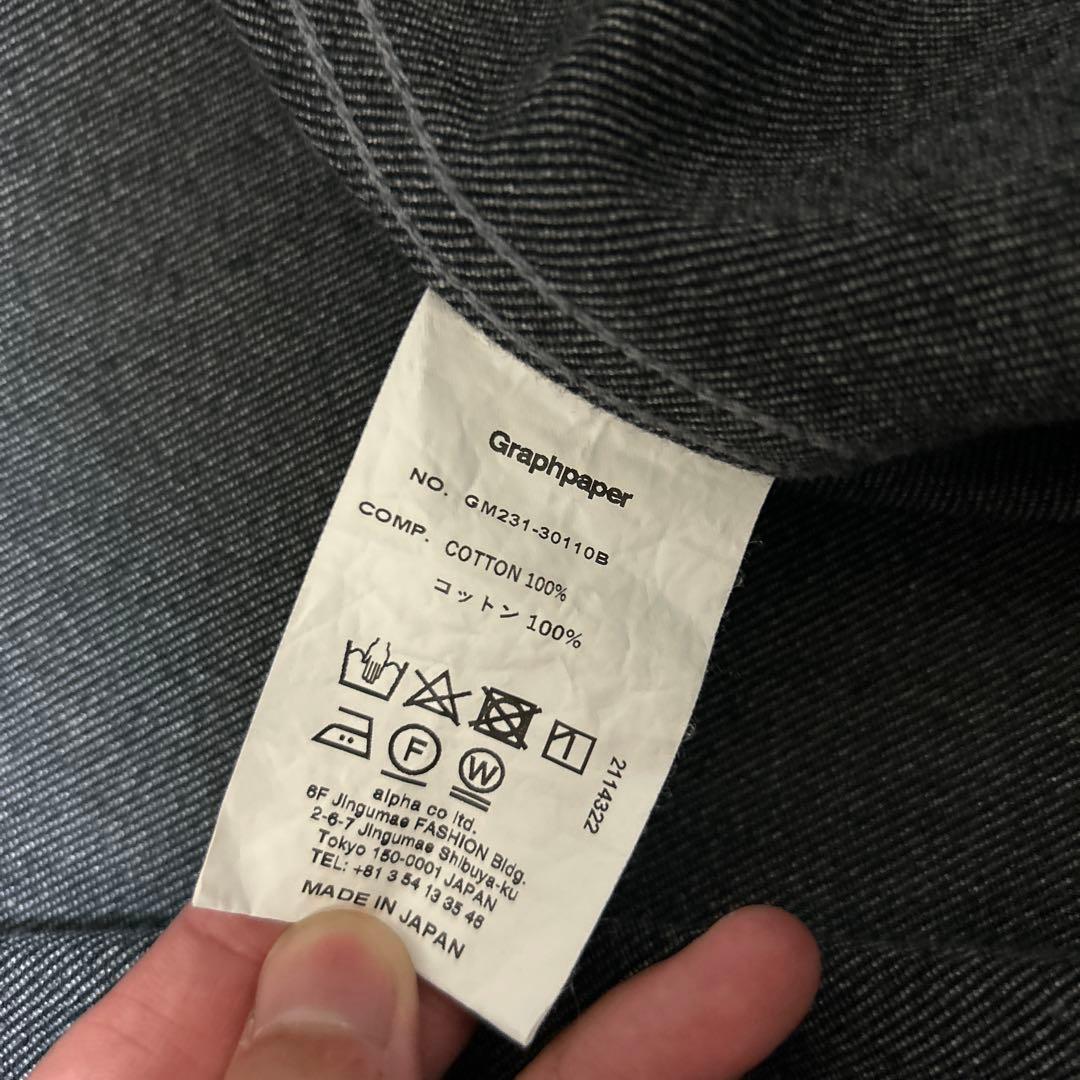 Graphpaper
NO. GM231-30110B
COMP. COTTON 100%
コットン 100%
F
W
2114322
alpha co ltd.
6F Jingumae FASHION Bldg.
2-6-7 Jingumae Shibuya-ku
Tokyo 150-0001 JAPAN
TEL: +81 3 54 13 35 46
MADE IN JAPAN